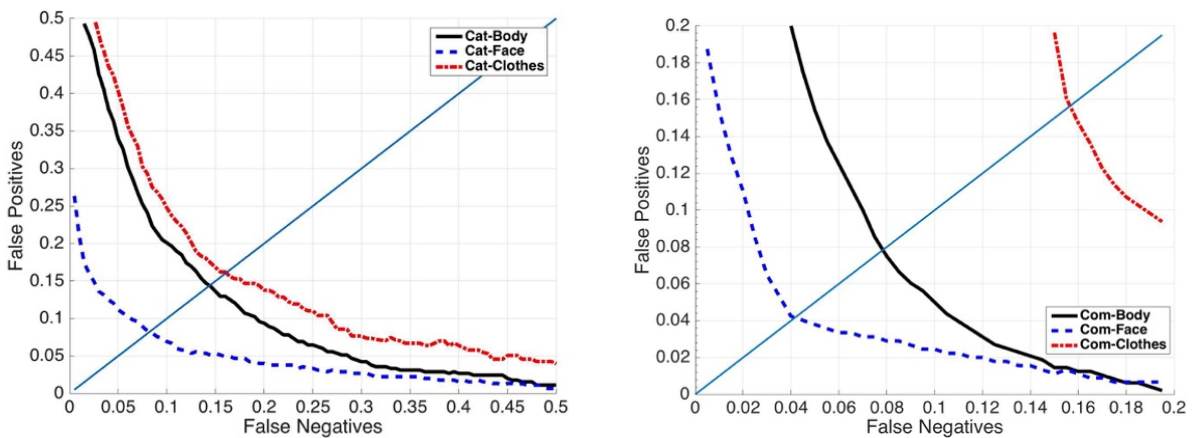 0.5
0.45
0.4
0.35
0.3
0.25
0.2
0.15
0.1
0.05
0
False Positives
Cat-Body
Cat-Face
Cat-Clothes
0 0.05 0.1 0.15 0.2 0.25 0.3 0.35 0.4 0.45 0.5
False Negatives
0.2
0.18
0.16
0.14
0.12
0.1
0.08
0.06
0.04
0.02
0
False Positives
Com-Body
Com-Face
Com-Clothes
0 0.02 0.04 0.06 0.08 0.1 0.12 0.14 0.16 0.18 0.2
False Negatives